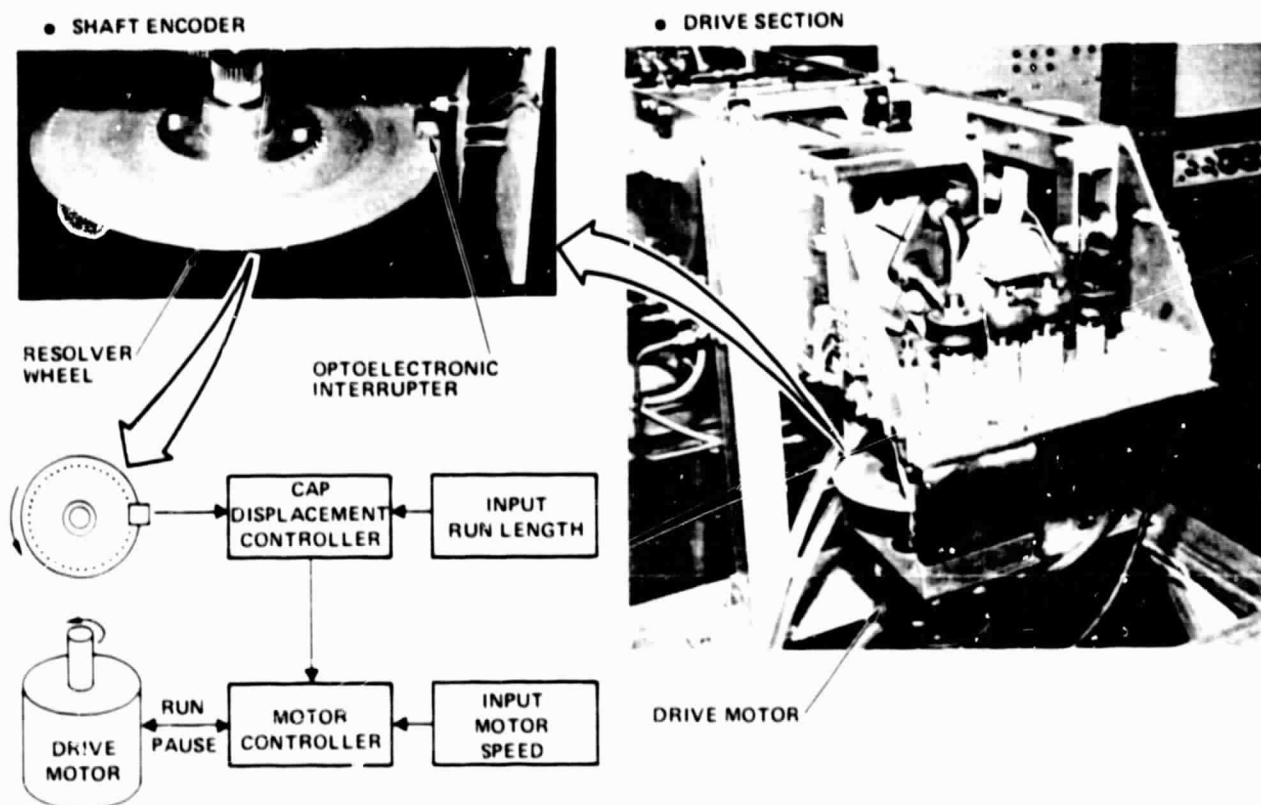 ● SHAFT ENCODER
● DRIVE SECTION
RESOLVER
WHEEL
OPTOELECTRONIC
INTERRUPTER
CAP
DISPLACEMENT
CONTROLLER
INPUT
RUN LENGTH
DRIVE
MOTOR
RUN
PAUSE
MOTOR
CONTROLLER
INPUT
MOTOR
SPEED
DRIVE MOTOR